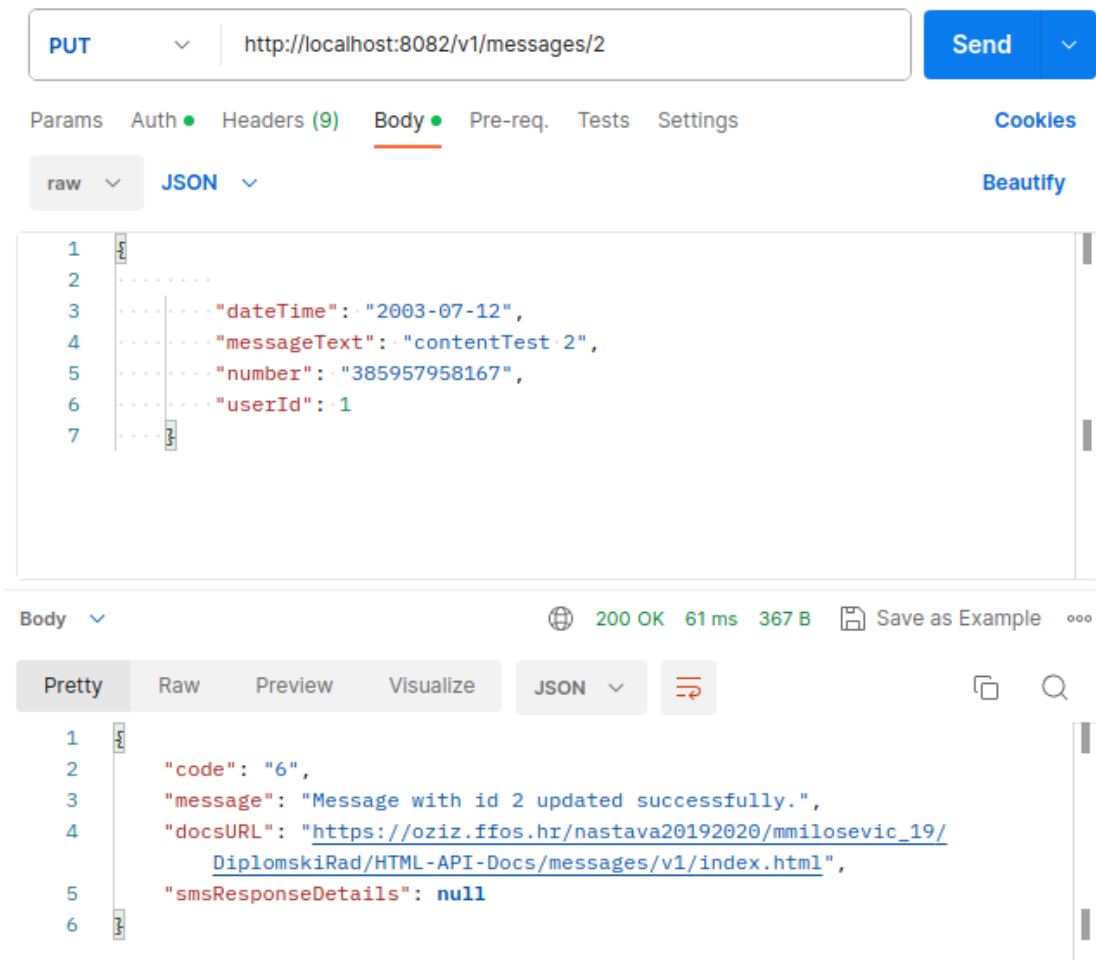 PUT http://localhost:8082/v1/messages/2 Send
Params Auth Headers (9) Body Pre-req. Tests Settings Cookies
raw JSON Beautify
1 {
2
3 "dateTime": "2003-07-12",
4 "messageText": "contentTest 2",
5 "number": "385957958167",
6 "userId": 1
7 }
Body 200 OK 61 ms 367 B Save as Example
Pretty Raw Preview Visualize JSON
1 {
2 "code": "6",
3 "message": "Message with id 2 updated successfully.",
4 "docsURL": "https://oziz.ffos.hr/nastava20192020/mmilosevic_19/
DiplomskiRad/HTML-API-Docs/messages/v1/index.html",
5 "smsResponseDetails": null
6 }